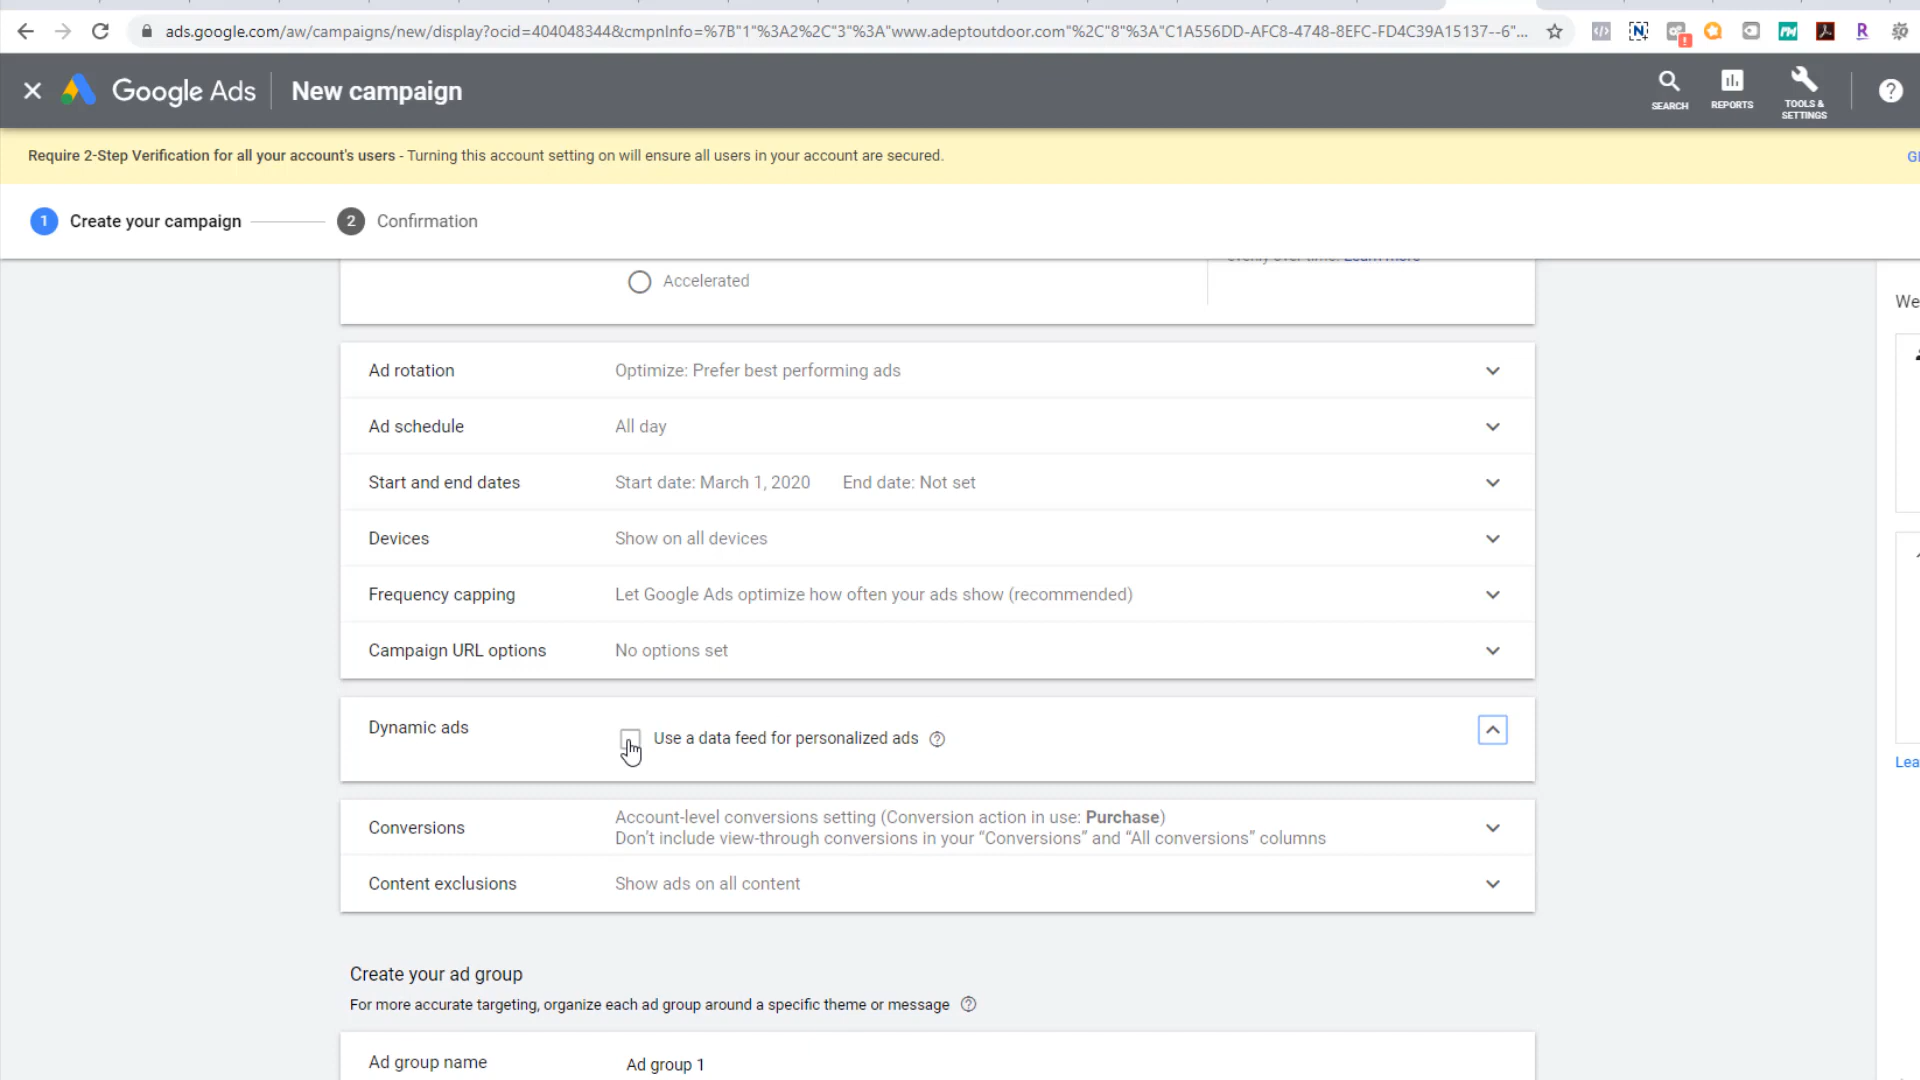 ads.google.com/aw/campaigns/new/display?ocid=404048344&cmpnInfo=%7B"1"%3A2%2C"3"%3A"www.adeptoutdoor.com"%2C"8"%3A"C1A556DD-AFC8-4748-8EFC-FD4C39A15137--6"...
Google Ads New campaign
SEARCH REPORTS TOOLS & SETTINGS
Require 2-Step Verification for all your account's users - Turning this account setting on will ensure all users in your account are secured.
1 Create your campaign 2 Confirmation
Accelerated
Ad rotation Optimize: Prefer best performing ads
Ad schedule All day
Start and end dates Start date: March 1, 2020 End date: Not set
Devices Show on all devices
Frequency capping Let Google Ads optimize how often your ads show (recommended)
Campaign URL options No options set
Dynamic ads Use a data feed for personalized ads
Conversions Account-level conversions setting (Conversion action in use: Purchase)
Don't include view-through conversions in your “Conversions” and “All conversions” columns
Content exclusions Show ads on all content
Create your ad group
For more accurate targeting, organize each ad group around a specific theme or message
Ad group name Ad group 1